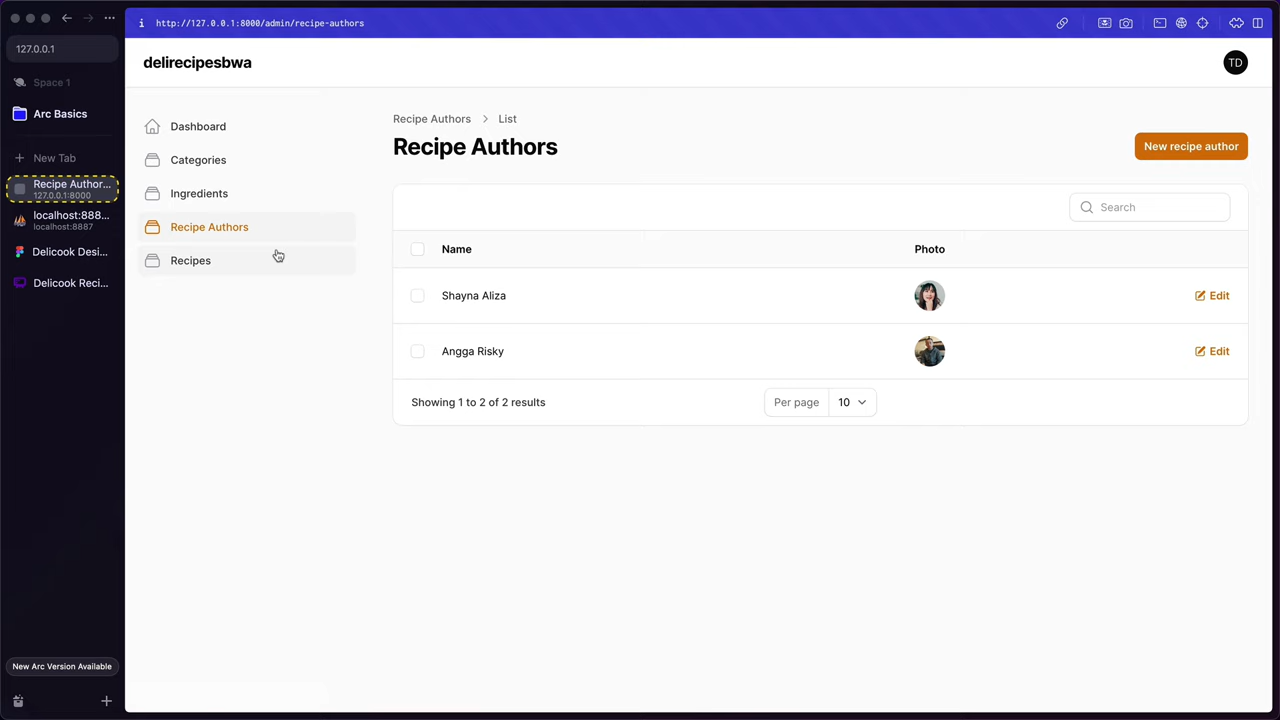 http://127.0.0.1:8000/admin/recipe-authors
127.0.0.1
Space 1
Arc Basics
New Tab
Recipe Author...
127.0.0.1:8000
localhost:888...
localhost:8887
Delicook Desi...
Delicook Reci...
New Arc Version Available
delirecipesbwa
TD
Dashboard
Categories
Ingredients
Recipe Authors
Recipes
Recipe Authors > List
Recipe Authors
New recipe author
Search
Name Photo
Shayna Aliza Edit
Angga Risky Edit
Showing 1 to 2 of 2 results
Per page 10